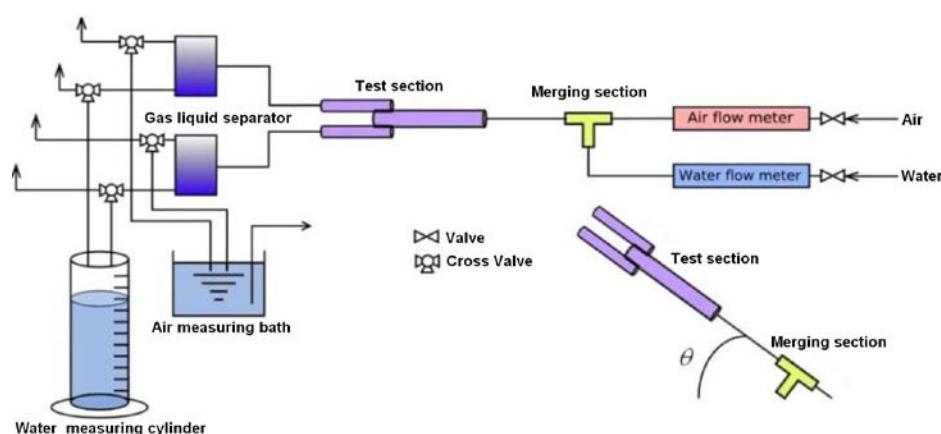 Test section
Merging section
Gas liquid separator
Air flow meter
Air
Water flow meter
Water
Valve
Cross Valve
Test section
Air measuring bath
Merging section
θ
Water measuring cylinder